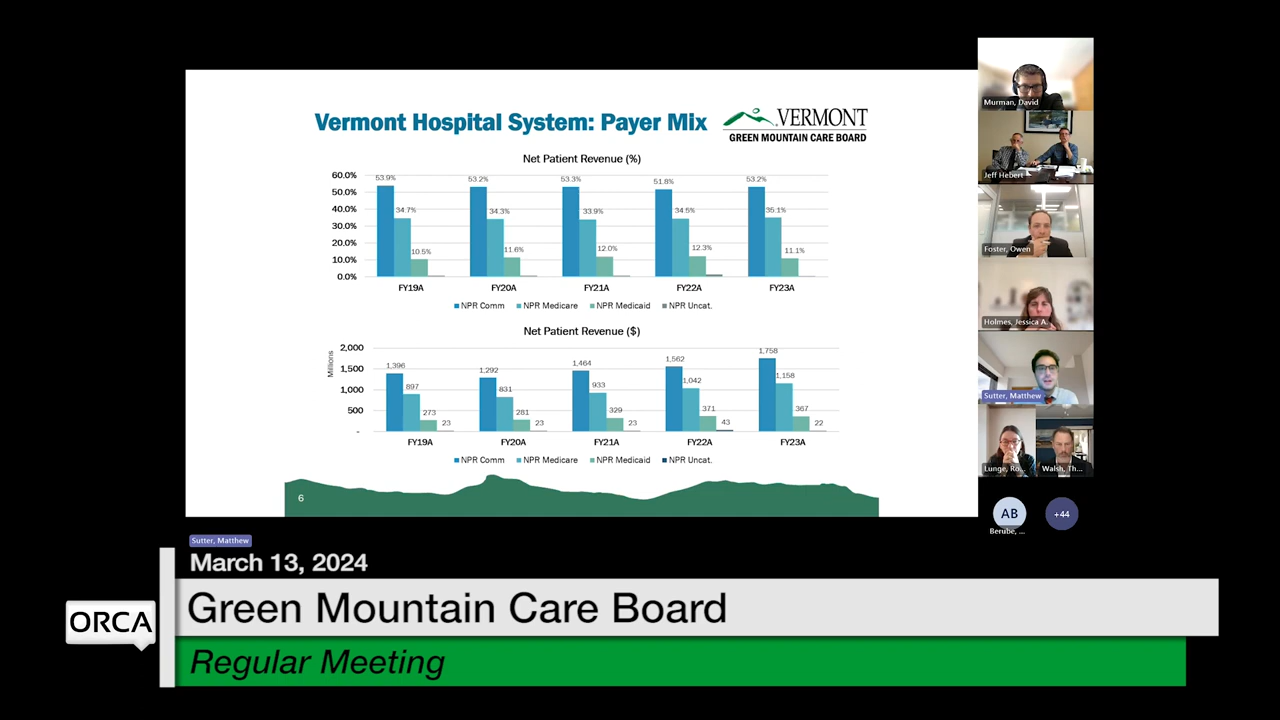 Vermont Hospital System: Payer Mix
VERMONT
GREEN MOUNTAIN CARE BOARD
Net Patient Revenue (%)
60.0%
50.0%
40.0%
30.0%
20.0%
10.0%
0.0%
53.9%
34.7%
10.5%
53.2%
34.3%
11.6%
53.3%
33.9%
12.0%
51.8%
34.5%
12.3%
53.2%
35.1%
11.1%
FY19A FY20A FY21A FY22A FY23A
NPR Comm NPR Medicare NPR Medicaid NPR Uncat.
Net Patient Revenue ($)
Millions
2,000
1,500
1,000
500
-
1,396
897
273
23
1,292
831
281
23
1,464
933
329
23
1,562
1,042
371
43
1,758
1,158
367
22
FY19A FY20A FY21A FY22A FY23A
NPR Comm NPR Medicare NPR Medicaid NPR Uncat.
6
Murman, David
Jeff Hebert
Foster, Owen
Holmes, Jessica A.
Sutter, Matthew
Lunge, Ro...
Walsh, Th...
AB
+44
Berube, ...
Sutter, Matthew
March 13, 2024
ORCA
Green Mountain Care Board
Regular Meeting